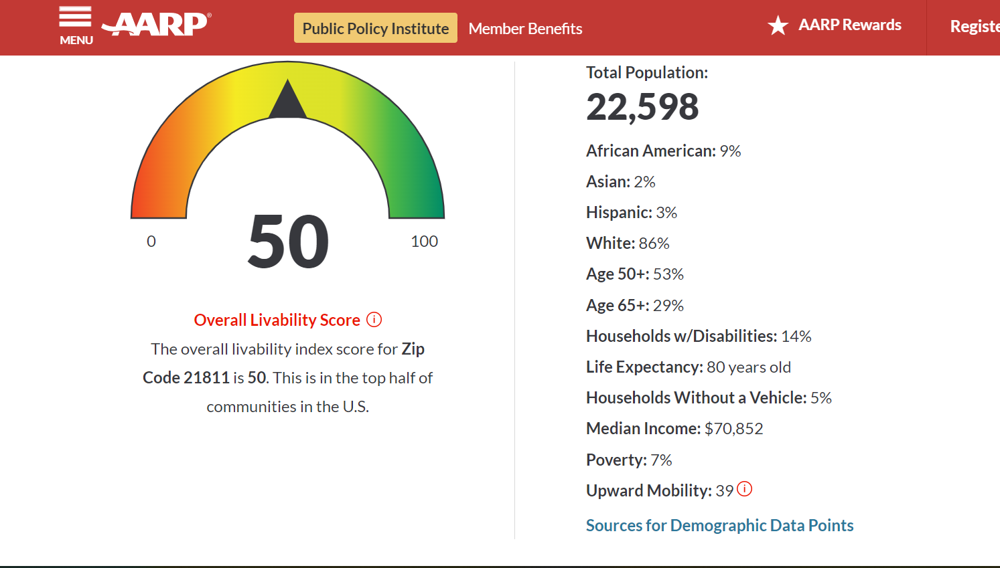 MENU
AARP®
Public Policy Institute
Member Benefits
AARP Rewards
Registe
0
50
100
Overall Livability Score i
The overall livability index score for Zip
Code 21811 is 50. This is in the top half of
communities in the U.S.
Total Population:
22,598
African American: 9%
Asian: 2%
Hispanic: 3%
White: 86%
Age 50+: 53%
Age 65+: 29%
Households w/Disabilities: 14%
Life Expectancy: 80 years old
Households Without a Vehicle: 5%
Median Income: $70,852
Poverty: 7%
Upward Mobility: 39 i
Sources for Demographic Data Points